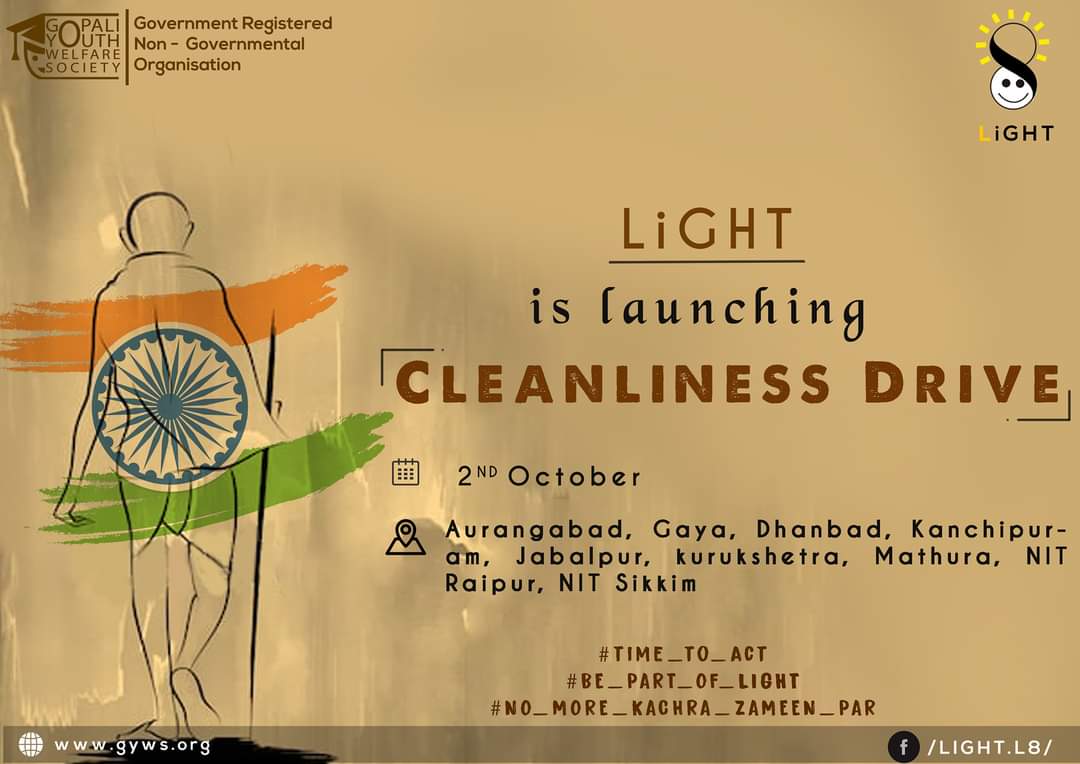 GOPALI
YOUTH
WELFARE
SOCIETY
Government Registered
Non - Governmental
Organisation
LiGHT
LiGHT
is launching
CLEANLINESS DRIVE
2ND October
Aurangabad, Gaya, Dhanbad, Kanchipur-
am, Jabalpur, kurukshetra, Mathura, NIT
Raipur, NIT Sikkim
#TIME_TO_ACT
#BE_PART_OF_LIGHT
#NO_MORE_KACHRA_ZAMEEN_PAR
www.gyws.org
f /LIGHT.L8/